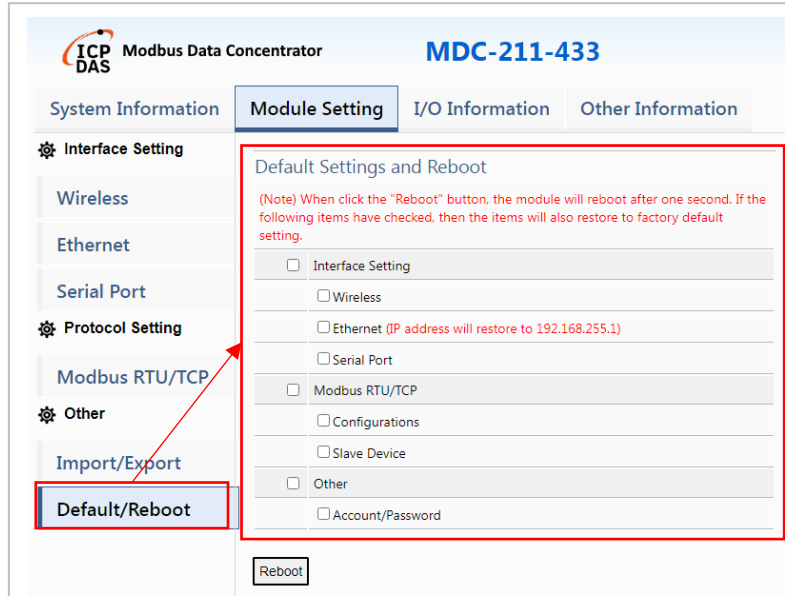 ICP DAS Modbus Data Concentrator MDC-211-433
System Information Module Setting I/O Information Other Information
Interface Setting
Wireless
Ethernet
Serial Port
Protocol Setting
Modbus RTU/TCP
Other
Import/Export
Default/Reboot
Default Settings and Reboot
(Note) When click the "Reboot" button, the module will reboot after one second. If the
following items have checked, then the items will also restore to factory default
setting.
Interface Setting
Wireless
Ethernet (IP address will restore to 192.168.255.1)
Serial Port
Modbus RTU/TCP
Configurations
Slave Device
Other
Account/Password
Reboot